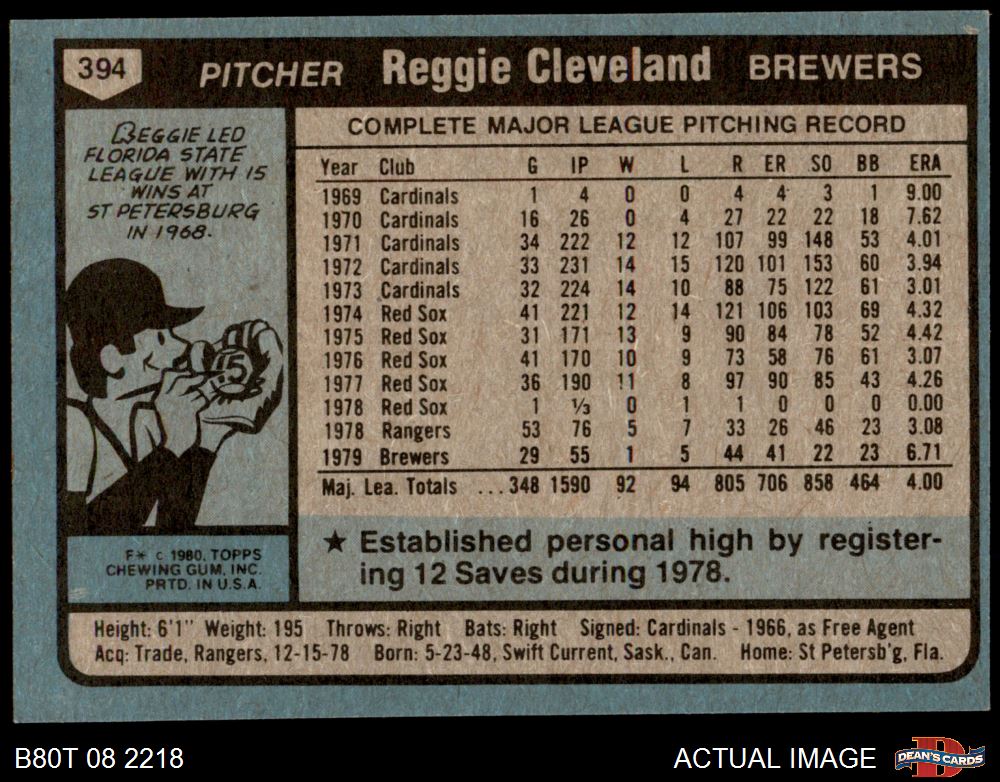 394 PITCHER Reggie Cleveland BREWERS
REGGIE LED
FLORIDA STATE
LEAGUE WITH 15
WINS AT
ST PETERSBURG
IN 1968.
15
F* © 1980, TOPPS
CHEWING GUM, INC.
PRTD. IN U.S.A.
COMPLETE MAJOR LEAGUE PITCHING RECORD
Year Club G IP W L R ER SO BB ERA
1969 Cardinals 1 4 0 0 4 4 3 1 9.00
1970 Cardinals 16 26 0 4 27 22 22 18 7.62
1971 Cardinals 34 222 12 12 107 99 148 53 4.01
1972 Cardinals 33 231 14 15 120 101 153 60 3.94
1973 Cardinals 32 224 14 10 88 75 122 61 3.01
1974 Red Sox 41 221 12 14 121 106 103 69 4.32
1975 Red Sox 31 171 13 9 90 84 78 52 4.42
1976 Red Sox 41 170 10 9 73 58 76 61 3.07
1977 Red Sox 36 190 11 8 97 90 85 43 4.26
1978 Red Sox 1 ⅓ 0 1 1 0 0 0 0.00
1978 Rangers 53 76 5 7 33 26 46 23 3.08
1979 Brewers 29 55 1 5 44 41 22 23 6.71
Maj. Lea. Totals ...348 1590 92 94 805 706 858 464 4.00
★ Established personal high by register-
ing 12 Saves during 1978.
Height: 6'1" Weight: 195 Throws: Right Bats: Right Signed: Cardinals - 1966, as Free Agent
Acq: Trade, Rangers, 12-15-78 Born: 5-23-48, Swift Current, Sask., Can. Home: St Petersb'g, Fla.
B80T 08 2218 ACTUAL IMAGE D DEAN'S CARDS